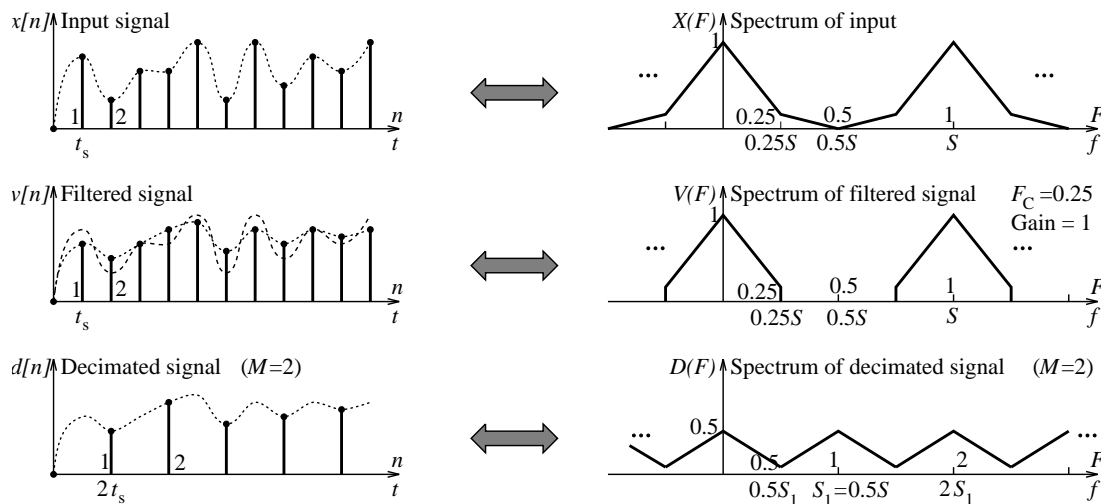 x[n] Input signal
1 2 n
t_s t
X(F) Spectrum of input
1
... ...
0.25 0.5 1 F
0.25S 0.5S S f
v[n] Filtered signal
1 2 n
t_s t
V(F) Spectrum of filtered signal F_C =0.25
1 Gain = 1
... ...
0.25 0.5 1 F
0.25S 0.5S S f
d[n] Decimated signal (M=2)
1 2 n
2t_s t
D(F) Spectrum of decimated signal (M=2)
... 0.5 ...
0.5 1 2 F
0.5S_1 S_1=0.5S 2S_1 f